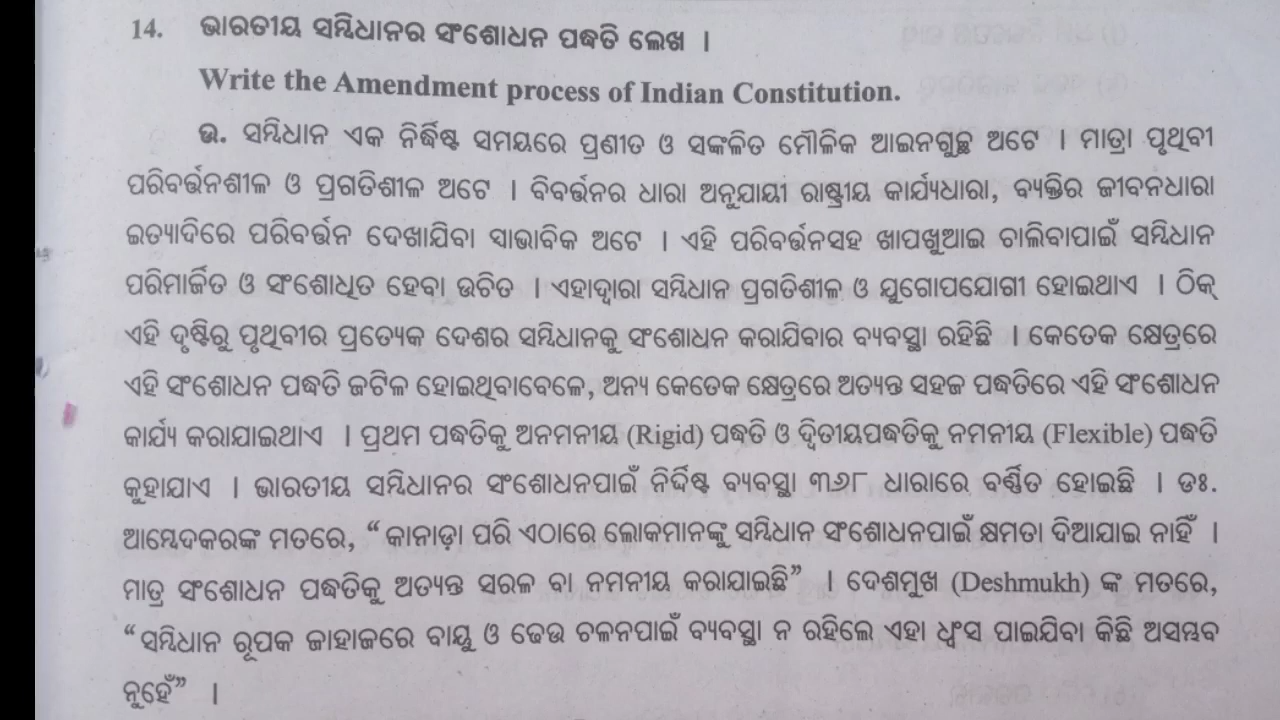 14. ଭାରତୀୟ ସମ୍ବିଧାନର ସଂଶୋଧନ ପଦ୍ଧତି ଲେଖ ।
Write the Amendment process of Indian Constitution.
ଉ. ସମ୍ବିଧାନ ଏକ ନିର୍ଦ୍ଧିଷ୍ଟ ସମୟରେ ପ୍ରଣୀତ ଓ ସଙ୍କଳିତ ମୌଳିକ ଆଇନଗୁଚ୍ଛ ଅଟେ । ମାତ୍ରା ପୃଥିବୀ
ପରିବର୍ତ୍ତନଶୀଳ ଓ ପ୍ରଗତିଶୀଳ ଅଟେ । ବିବର୍ତ୍ତନର ଧାରା ଅନୁଯାୟୀ ରାଷ୍ଟ୍ରୀୟ କାର୍ଯ୍ୟଧାରା, ବ୍ୟକ୍ତିର ଜୀବନଧାରା
ଇତ୍ୟାଦିରେ ପରିବର୍ତ୍ତନ ଦେଖାଯିବା ସ୍ୱାଭାବିକ ଅଟେ । ଏହି ପରିବର୍ତ୍ତନସହ ଖାପଖୁଆଇ ଚାଲିବାପାଇଁ ସମ୍ବିଧାନ
ପରିମାର୍ଜିତ ଓ ସଂଶୋଧିତ ହେବା ଉଚିତ । ଏହାଦ୍ୱାରା ସମ୍ବିଧାନ ପ୍ରଗତିଶୀଳ ଓ ଯୁଗୋପଯୋଗୀ ହୋଇଥାଏ । ଠିକ୍
ଏହି ଦୃଷ୍ଟିରୁ ପୃଥିବୀର ପ୍ରତ୍ୟେକ ଦେଶର ସମ୍ବିଧାନକୁ ସଂଶୋଧନ କରାଯିବାର ବ୍ୟବସ୍ଥା ରହିଛି । କେତେକ କ୍ଷେତ୍ରରେ
ଏହି ସଂଶୋଧନ ପଦ୍ଧତି ଜଟିଳ ହୋଇଥିବାବେଳେ, ଅନ୍ୟ କେତେକ କ୍ଷେତ୍ରରେ ଅତ୍ୟନ୍ତ ସହଜ ପଦ୍ଧତିରେ ଏହି ସଂଶୋଧନ
କାର୍ଯ୍ୟ କରାଯାଇଥାଏ । ପ୍ରଥମ ପଦ୍ଧତିକୁ ଅନମନୀୟ (Rigid) ପଦ୍ଧତି ଓ ଦ୍ୱିତୀୟପଦ୍ଧତିକୁ ନମନୀୟ (Flexible) ପଦ୍ଧତି
କୁହାଯାଏ । ଭାରତୀୟ ସମ୍ବିଧାନର ସଂଶୋଧନପାଇଁ ନିର୍ଦ୍ଦିଷ୍ଟ ବ୍ୟବସ୍ଥା ୩୬୮ ଧାରାରେ ବର୍ଣ୍ଣିତ ହୋଇଛି । ଡଃ.
ଆମ୍ବେଦକରଙ୍କ ମତରେ, “କାନାଡ଼ା ପରି ଏଠାରେ ଲୋକମାନଙ୍କୁ ସମ୍ବିଧାନ ସଂଶୋଧନପାଇଁ କ୍ଷମତା ଦିଆଯାଇ ନାହିଁ ।
ମାତ୍ର ସଂଶୋଧନ ପଦ୍ଧତିକୁ ଅତ୍ୟନ୍ତ ସରଳ ବା ନମନୀୟ କରାଯାଇଛି” । ଦେଶମୁଖ (Deshmukh) ଙ୍କ ମତରେ,
“ସମ୍ବିଧାନ ରୂପକ ଜାହାଜରେ ବାୟୁ ଓ ଢେଉ ଚଳନପାଇଁ ବ୍ୟବସ୍ଥା ନ ରହିଲେ ଏହା ଧ୍ୱଂସ ପାଇଯିବା କିଛି ଅସମ୍ଭବ
ନୁହେଁ” ।